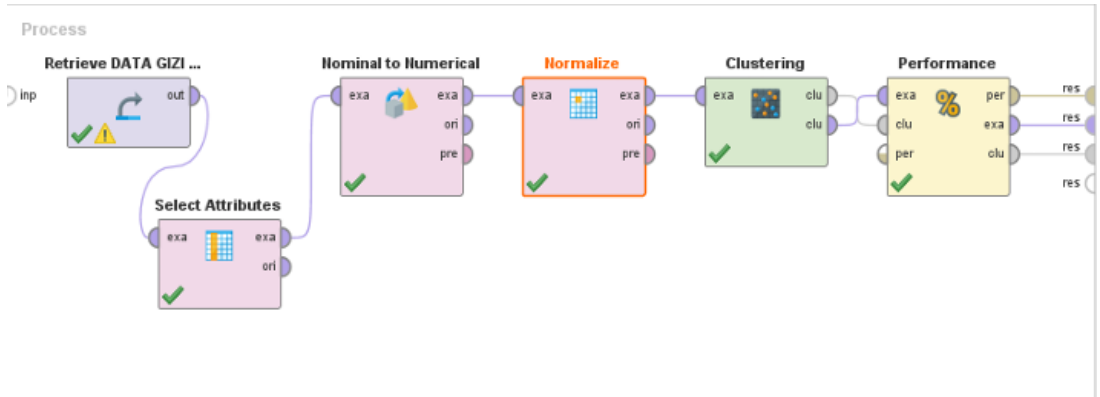 Process
Retrieve DATA GIZI ...
Nominal to Numerical
Normalize
Clustering
Performance
inp
out
exa
exa
ori
pre
exa
exa
ori
pre
exa
clu
clu
exa
per
clu
exa
per
clu
res
res
res
res
Select Attributes
exa
exa
ori